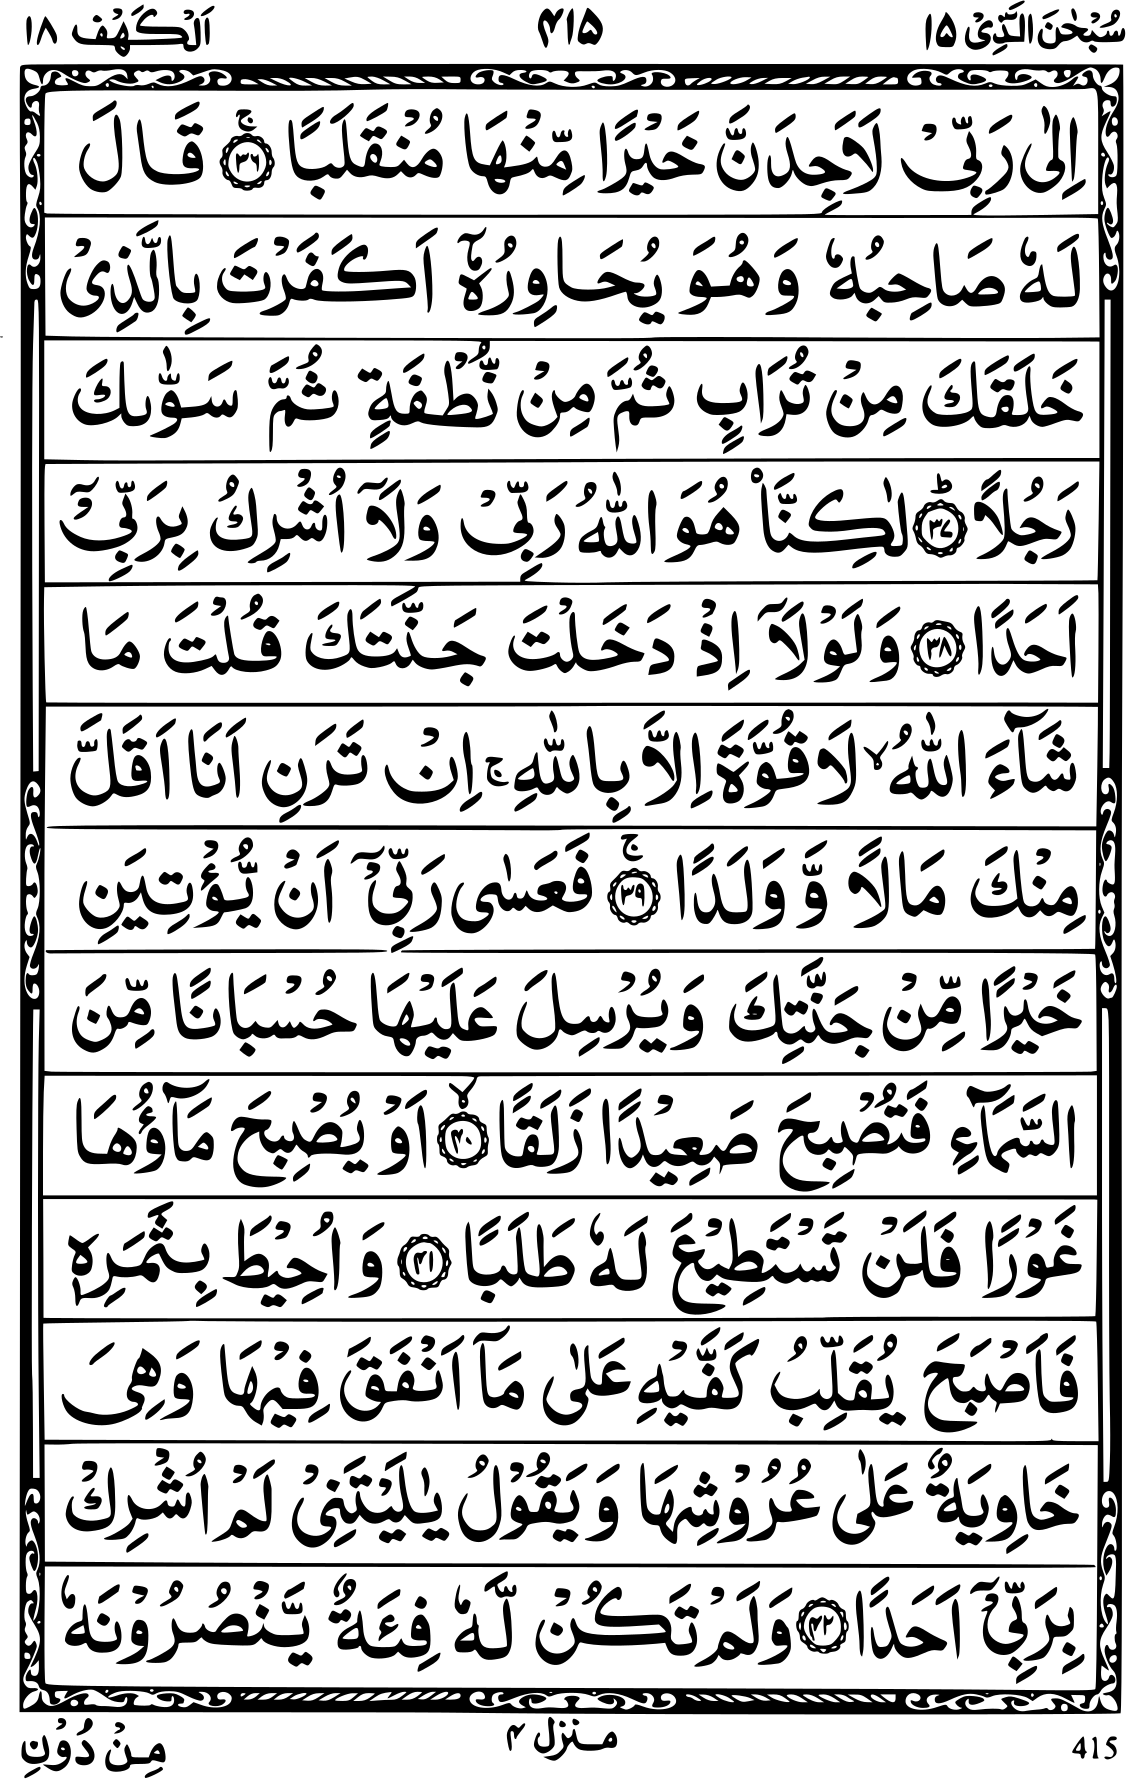 سُبْحٰنَ الَّذِیْۤ ۱۵
۴۱۵
اَلْكَهْف ۱۸
اِلٰی رَبِّیْ لَاَجِدَنَّ خَیْرًا مِّنْهَا مُنْقَلَبًا ۚ‏﴿۳۶﴾ قَالَ
لَهٗ صَاحِبُهٗ وَهُوَ یُحَاوِرُهٗۤ اَكَفَرْتَ بِالَّذِیْ
خَلَقَكَ مِنْ تُرَابٍ ثُمَّ مِنْ نُّطْفَةٍ ثُمَّ سَوّٰىكَ
رَجُلًا ؕ﴿۳۷﴾ لٰكِنَّا۠ هُوَ اللّٰهُ رَبِّیْ وَلَاۤ اُشْرِكُ بِرَبِّیْۤ
اَحَدًا ﴿۳۸﴾ وَلَوْلَاۤ اِذْ دَخَلْتَ جَنَّتَكَ قُلْتَ مَا
شَآءَ اللّٰهُ ۙ لَا قُوَّةَ اِلَّا بِاللّٰهِ ۚ اِنْ تَرَنِ اَنَا اَقَلَّ
مِنْكَ مَالًا وَّ وَلَدًا ۚ﴿۳۹﴾ فَعَسٰی رَبِّیْۤ اَنْ یُّؤْتِیَنِ
خَیْرًا مِّنْ جَنَّتِكَ وَیُرْسِلَ عَلَیْهَا حُسْبَانًا مِّنَ
السَّمَآءِ فَتُصْبِحَ صَعِیْدًا زَلَقًا ۙ﴿۴۰﴾ اَوْ یُصْبِحَ مَآؤُهَا
غَوْرًا فَلَنْ تَسْتَطِیْعَ لَهٗ طَلَبًا ﴿۴۱﴾ وَ اُحِیْطَ بِثَمَرِهٖ
فَاَصْبَحَ یُقَلِّبُ كَفَّیْهِ عَلٰی مَاۤ اَنْفَقَ فِیْهَا وَهِیَ
خَاوِیَةٌ عَلٰی عُرُوْشِهَا وَیَقُوْلُ یٰلَیْتَنِیْ لَمْ اُشْرِكْ
بِرَبِّیْۤ اَحَدًا ﴿۴۲﴾ وَلَمْ تَكُنْ لَّهٗ فِئَةٌ یَّنْصُرُوْنَهٗ
مِنْ دُوْنِ
منزل ۴
415